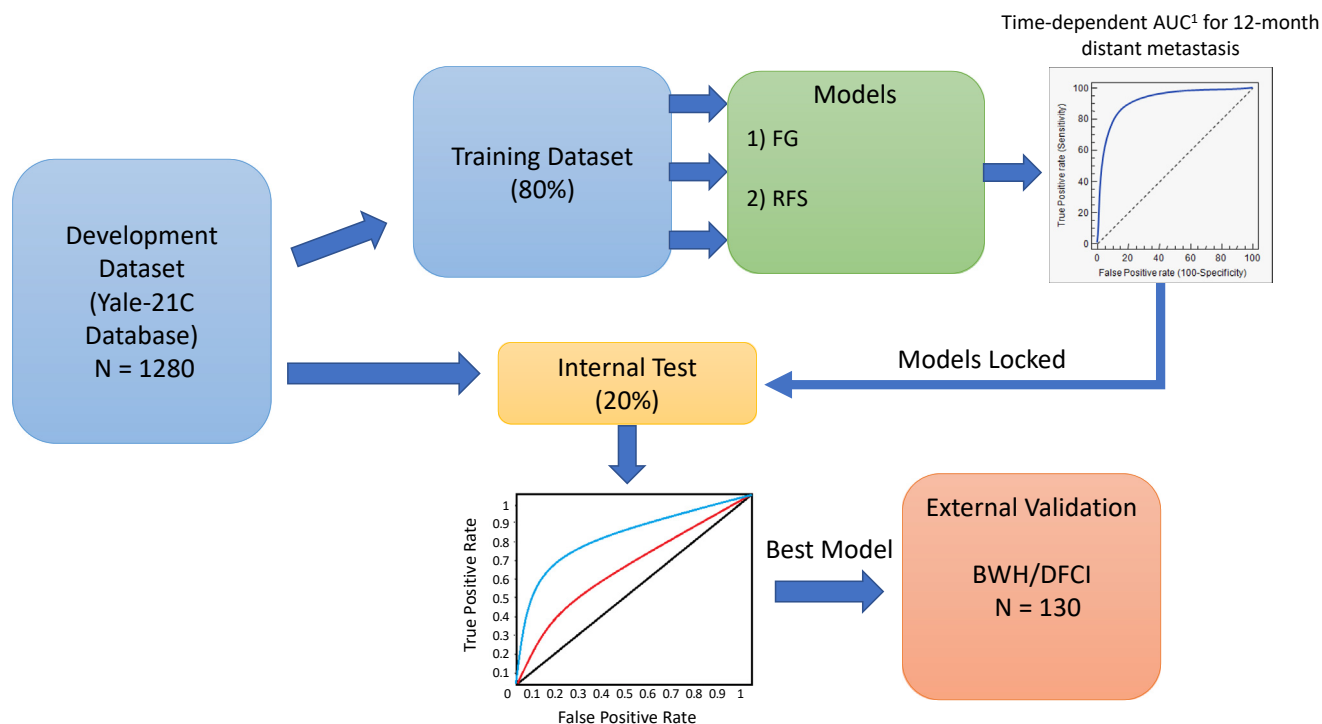 Time-dependent AUC¹ for 12-month
distant metastasis
Development
Dataset
(Yale-21C
Database)
N = 1280
Training Dataset
(80%)
Models
1) FG
2) RFS
True Positive rate (Sensitivity)
100
80
60
40
20
0
0 20 40 60 80 100
False Positive rate (100-Specificity)
Models Locked
Internal Test
(20%)
True Positive Rate
1
0.9
0.8
0.7
0.6
0.5
0.4
0.3
0.2
0.1
0 0.1 0.2 0.3 0.4 0.5 0.6 0.7 0.8 0.9 1
False Positive Rate
Best Model
External Validation
BWH/DFCI
N = 130